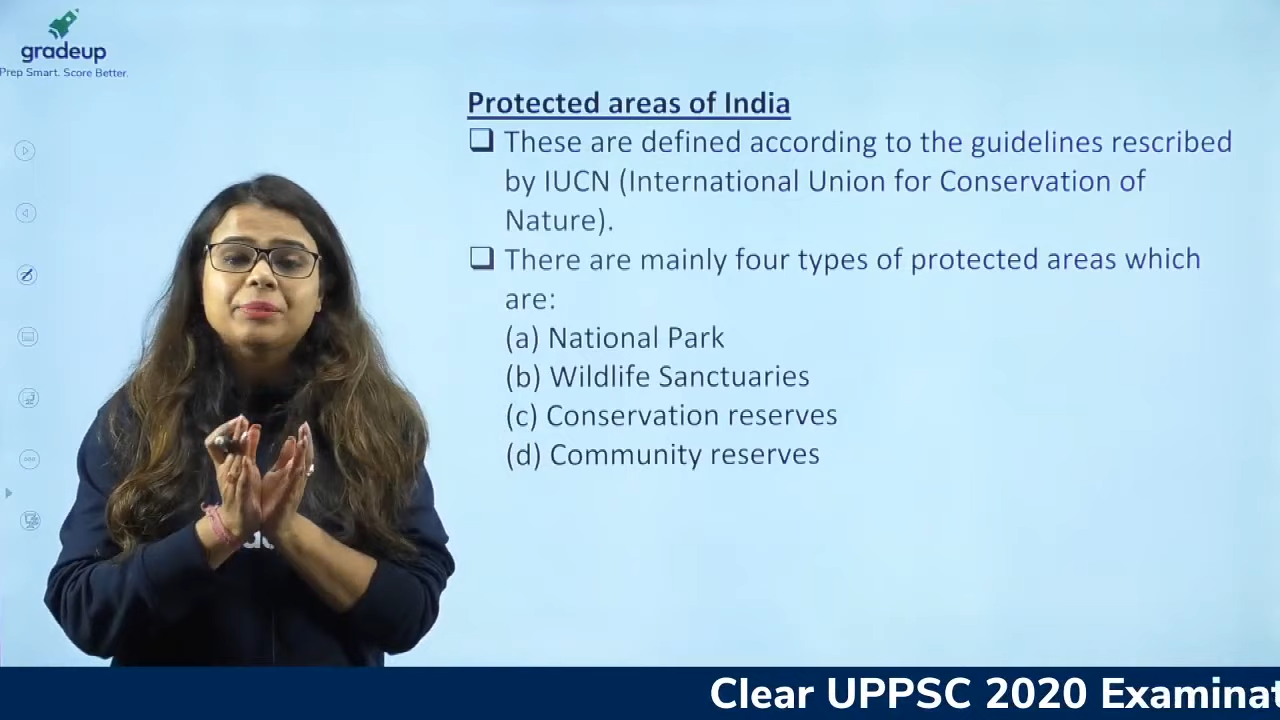 gradeup
Prep Smart. Score Better.
Protected areas of India
These are defined according to the guidelines rescribed
by IUCN (International Union for Conservation of
Nature).
There are mainly four types of protected areas which
are:
(a) National Park
(b) Wildlife Sanctuaries
(c) Conservation reserves
(d) Community reserves
Clear UPPSC 2020 Examinat